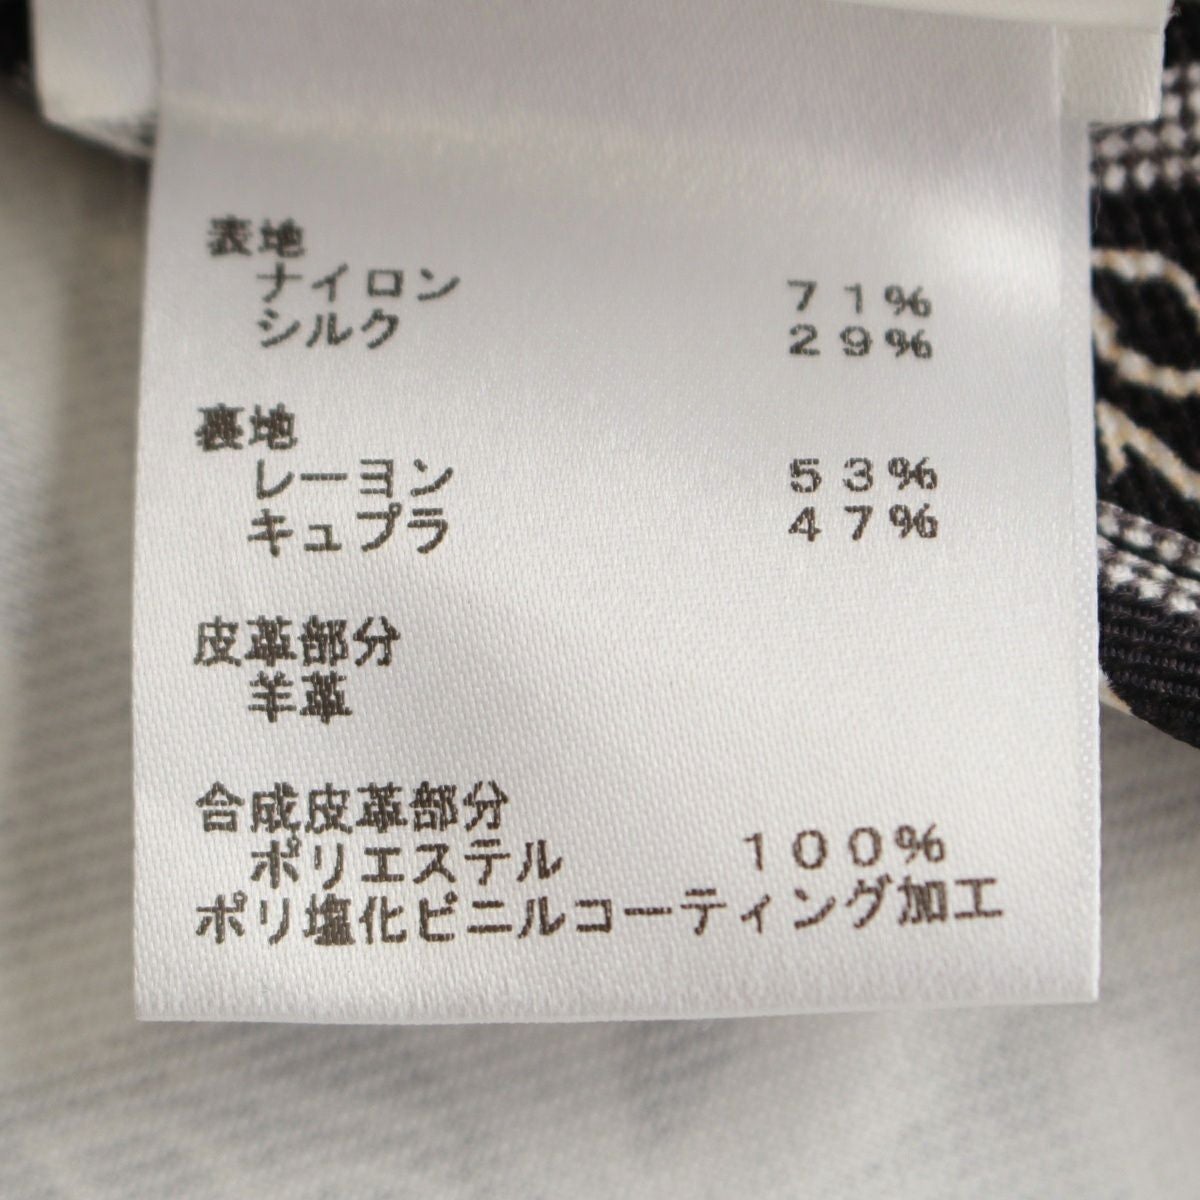 表地
ナイロン 71%
シルク 29%
裏地
レーヨン 53%
キュプラ 47%
皮革部分
羊革
合成皮革部分
ポリエステル 100%
ポリ塩化ビニルコーティング加工